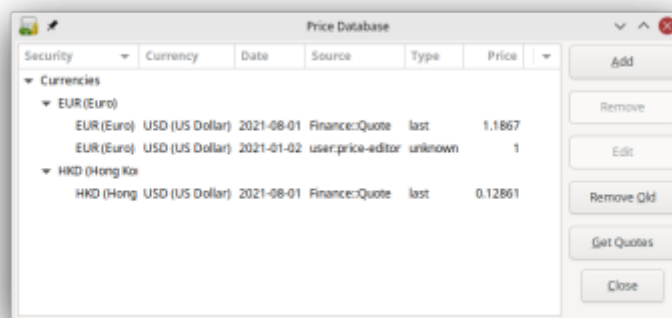 Price Database
Security Currency Date Source Type Price
Add
Currencies
Remove
EUR (Euro)
EUR (Euro) USD (US Dollar) 2021-08-01 Finance::Quote last 1.1867
EUR (Euro) USD (US Dollar) 2021-01-02 user:price-editor unknown 1
Edit
HKD (Hong Ko
HKD (Hong USD (US Dollar) 2021-08-01 Finance::Quote last 0.12861
Remove Old
Get Quotes
Close